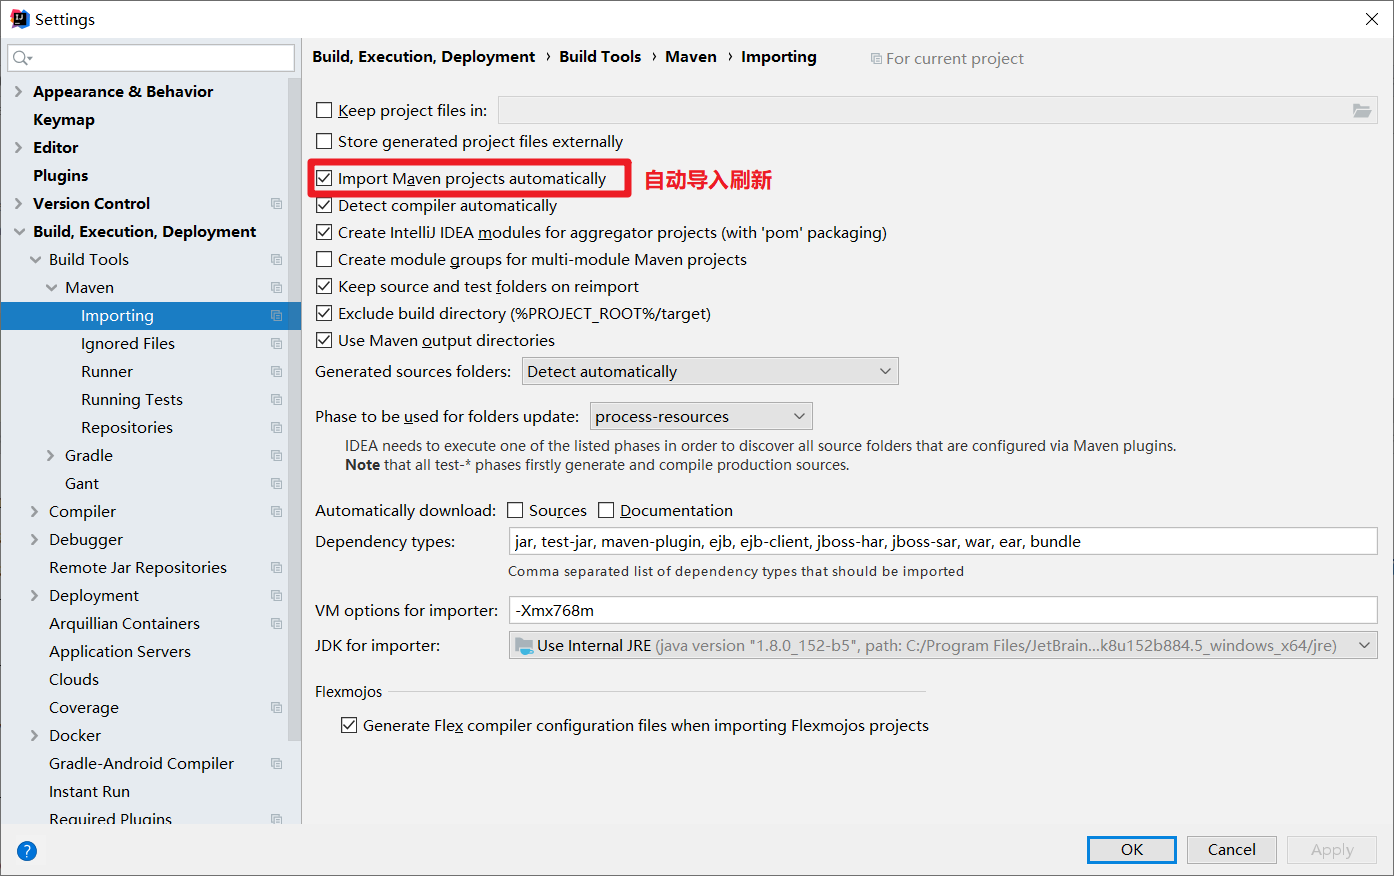 Settings
Build, Execution, Deployment › Build Tools › Maven › Importing
For current project
Appearance & Behavior
Keymap
Editor
Plugins
Version Control
Build, Execution, Deployment
Build Tools
Maven
Importing
Ignored Files
Runner
Running Tests
Repositories
Gradle
Gant
Compiler
Debugger
Remote Jar Repositories
Deployment
Arquillian Containers
Application Servers
Clouds
Coverage
Docker
Gradle-Android Compiler
Instant Run
Required Plugins
Keep project files in:
Store generated project files externally
Import Maven projects automatically
自动导入刷新
Detect compiler automatically
Create IntelliJ IDEA modules for aggregator projects (with 'pom' packaging)
Create module groups for multi-module Maven projects
Keep source and test folders on reimport
Exclude build directory (%PROJECT_ROOT%/target)
Use Maven output directories
Generated sources folders: Detect automatically
Phase to be used for folders update: process-resources
IDEA needs to execute one of the listed phases in order to discover all source folders that are configured via Maven plugins.
Note that all test-* phases firstly generate and compile production sources.
Automatically download: Sources Documentation
Dependency types: jar, test-jar, maven-plugin, ejb, ejb-client, jboss-har, jboss-sar, war, ear, bundle
Comma separated list of dependency types that should be imported
VM options for importer: -Xmx768m
JDK for importer: Use Internal JRE (java version "1.8.0_152-b5", path: C:/Program Files/JetBrain...k8u152b884.5_windows_x64/jre)
Flexmojos
Generate Flex compiler configuration files when importing Flexmojos projects
?
OK Cancel Apply